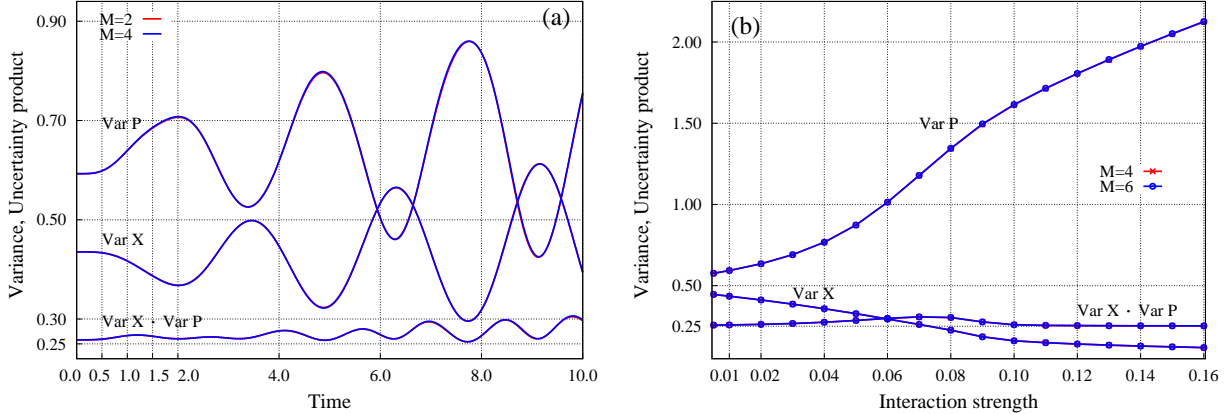 (a)
M=2
M=4
0.90
0.70
0.50
0.30
0.25
Variance, Uncertainty product
Var P
Var X
Var X · Var P
0.0 0.5 1.0 1.5 2.0 4.0 6.0 8.0 10.0
Time
(b)
2.00
1.50
1.00
0.50
0.25
Variance, Uncertainty product
Var P
M=4
M=6
Var X
Var X · Var P
0.01 0.02 0.04 0.06 0.08 0.10 0.12 0.14 0.16
Interaction strength